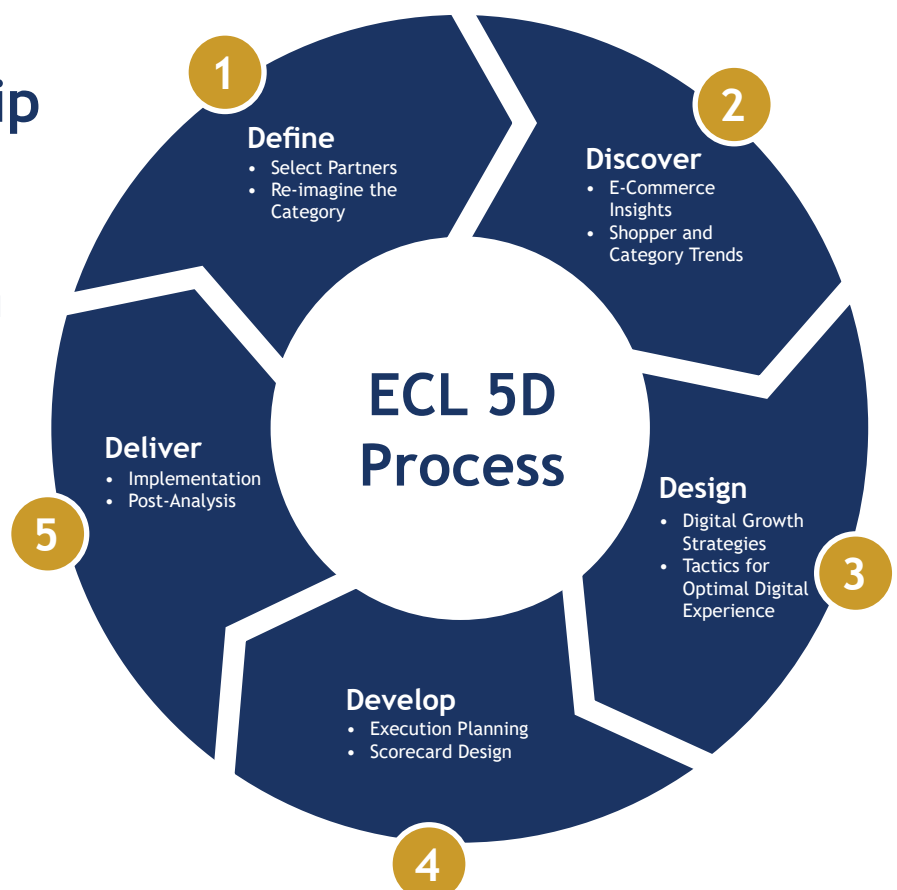 ip
1
Define
• Select Partners
• Re-imagine the
Category
2
Discover
• E-Commerce
Insights
• Shopper and
Category Trends
ECL 5D
Process
3
Design
• Digital Growth
Strategies
• Tactics for
Optimal Digital
Experience
4
Develop
• Execution Planning
• Scorecard Design
5
Deliver
• Implementation
• Post-Analysis